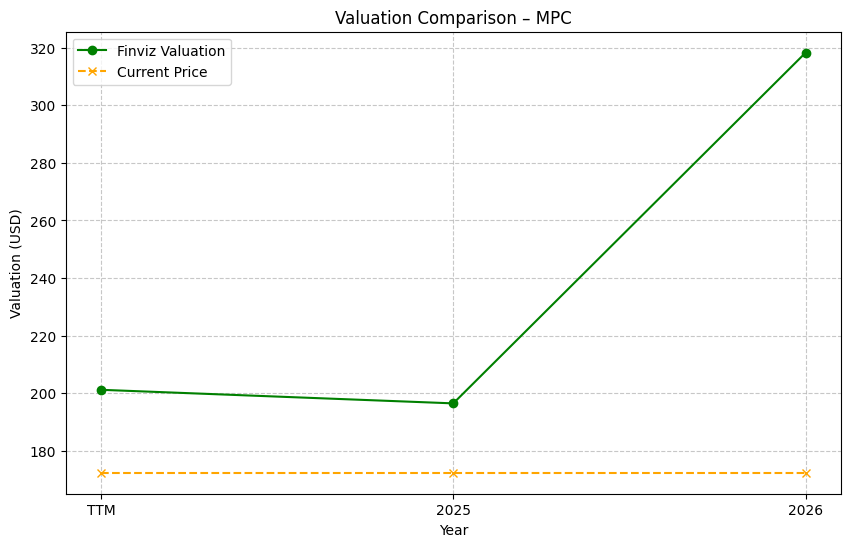 Valuation Comparison – MPC
Finviz Valuation
Current Price
Valuation (USD)
320
300
280
260
240
220
200
180
TTM
2025
2026
Year